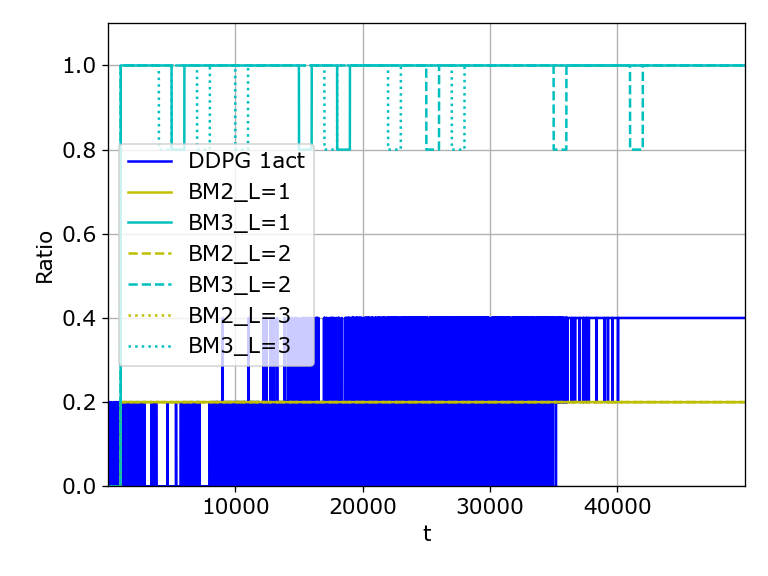 1.0
0.8
0.6
0.4
0.2
0.0
Ratio
DDPG 1act
BM2_L=1
BM3_L=1
BM2_L=2
BM3_L=2
BM2_L=3
BM3_L=3
10000 20000 30000 40000
t